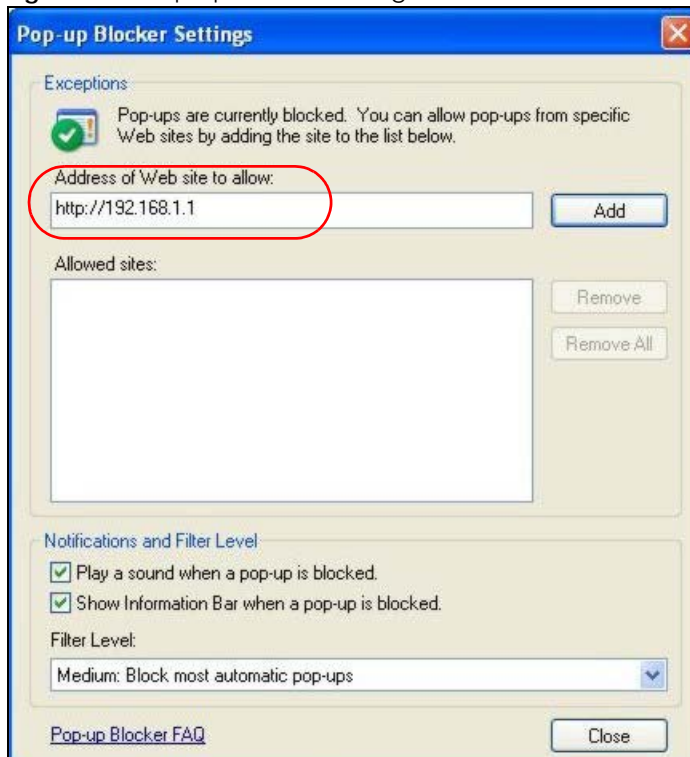 Pop-up Blocker Settings
Exceptions
Pop-ups are currently blocked. You can allow pop-ups from specific
Web sites by adding the site to the list below.
Address of Web site to allow:
http://192.168.1.1
Add
Allowed sites:
Remove
Remove All
Notifications and Filter Level
Play a sound when a pop-up is blocked.
Show Information Bar when a pop-up is blocked.
Filter Level:
Medium: Block most automatic pop-ups
Pop-up Blocker FAQ
Close